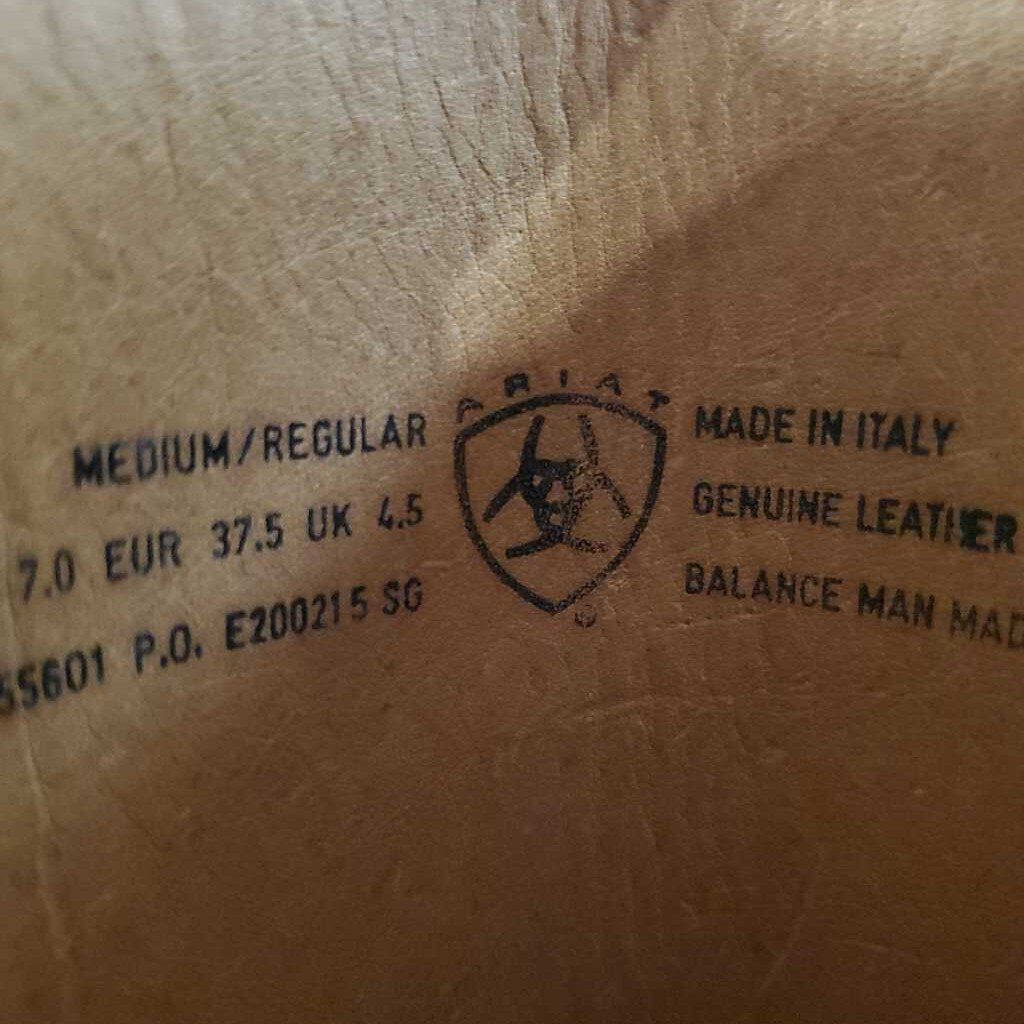 ARIAT
MEDIUM/REGULAR
7.0 EUR 37.5 UK 4.5
55601 P.O. E200215 SG
®
MADE IN ITALY
GENUINE LEATHER
BALANCE MAN MAD